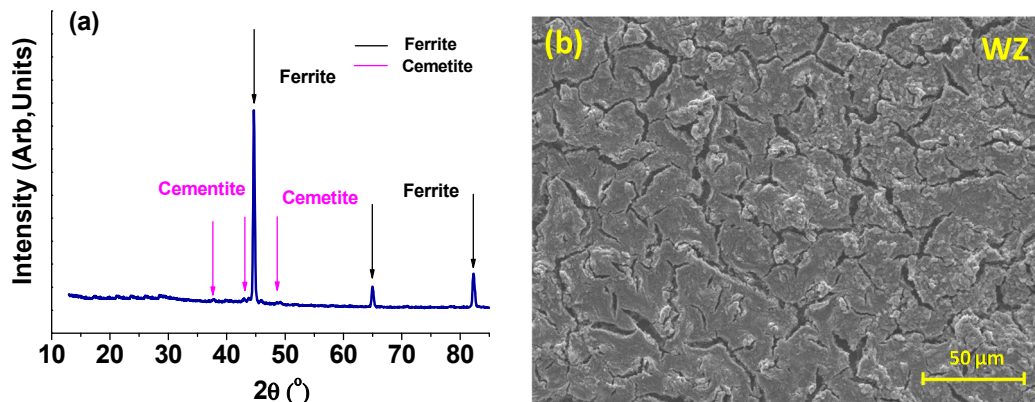 (a)
Ferrite
Cemetite
Ferrite
Cementite
Cemetite
Ferrite
Intensity (Arb,Units)
10 20 30 40 50 60 70 80
2θ (°)
(b)
WZ
50 µm